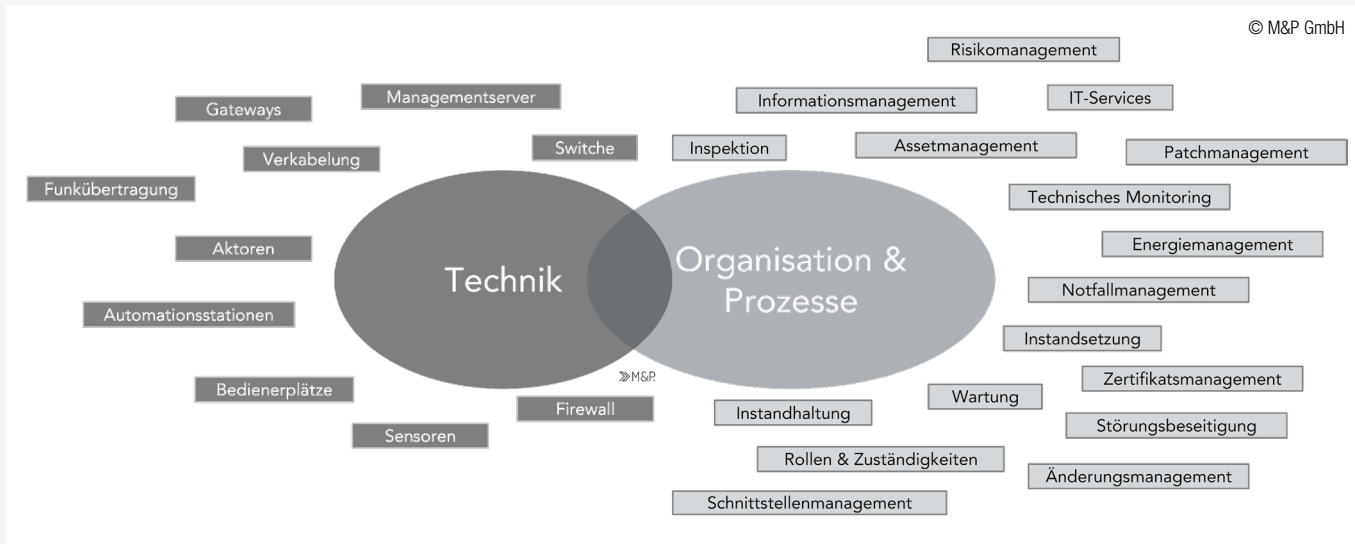 © M&P GmbH
Risikomanagement
Managementserver
Informationsmanagement
IT-Services
Gateways
Switche
Inspektion
Assetmanagement
Patchmanagement
Verkabelung
Funkübertragung
Technisches Monitoring
Aktoren
Energiemanagement
Technik
Organisation &
Prozesse
Notfallmanagement
Automationsstationen
Instandsetzung
M&P.
Zertifikatsmanagement
Bedienerplätze
Wartung
Firewall
Instandhaltung
Störungsbeseitigung
Sensoren
Rollen & Zuständigkeiten
Änderungsmanagement
Schnittstellenmanagement